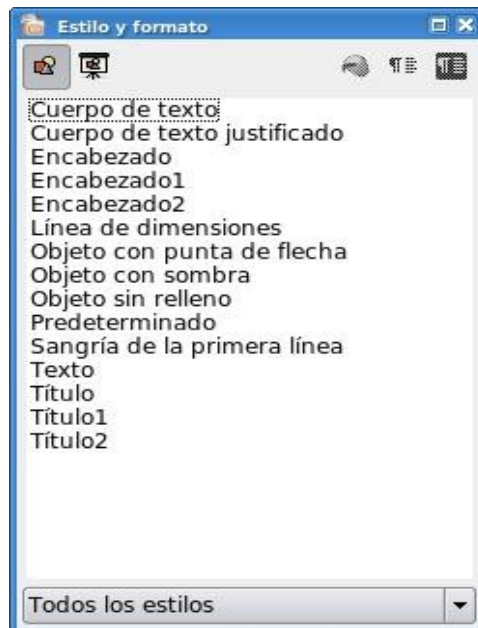 Estilo y formato
Cuerpo de texto
Cuerpo de texto justificado
Encabezado
Encabezado1
Encabezado2
Línea de dimensiones
Objeto con punta de flecha
Objeto con sombra
Objeto sin relleno
Predeterminado
Sangría de la primera línea
Texto
Título
Título1
Título2
Todos los estilos